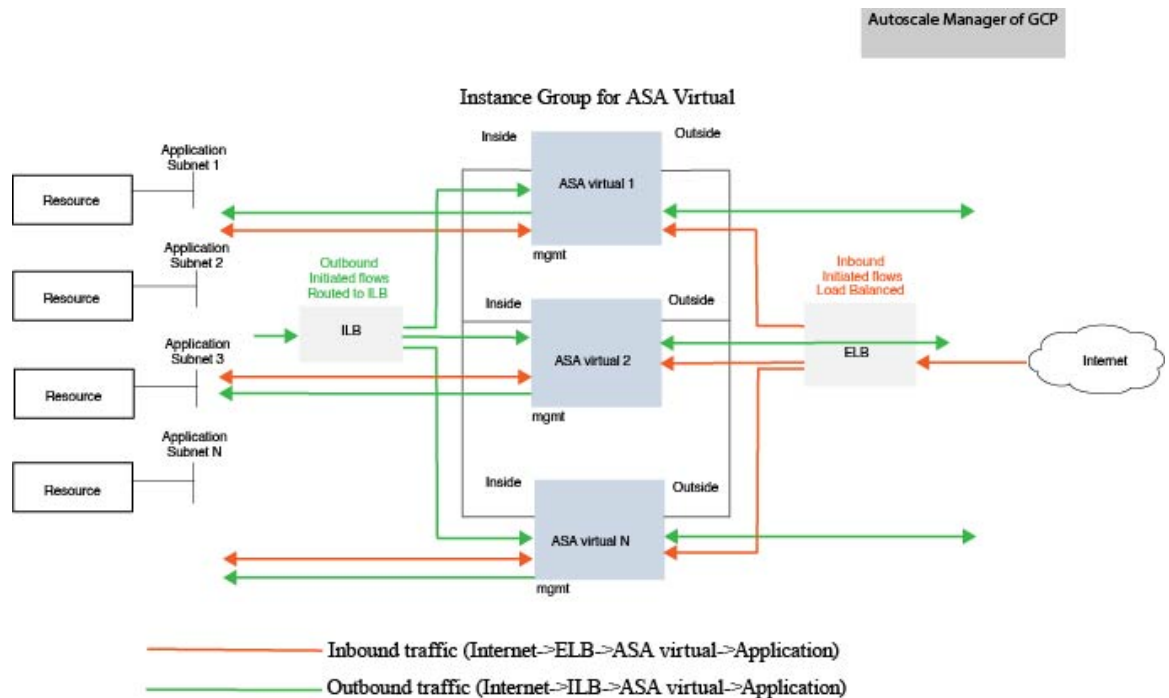 Autoscale Manager of GCP
Instance Group for ASA Virtual
Inside
Outside
Application
Subnet 1
Resource
ASA virtual 1
mgmt
Application
Subnet 2
Resource
Outbound
Initiated flows
Routed to ILB
ILB
Inside
Outside
ASA virtual 2
mgmt
Inbound
Initiated flows
Load Balanced
ELB
Internet
Application
Subnet 3
Resource
Application
Subnet N
Resource
Inside
Outside
ASA virtual N
mgmt
Inbound traffic (Internet->ELB->ASA virtual->Application)
Outbound traffic (Internet->ILB->ASA virtual->Application)